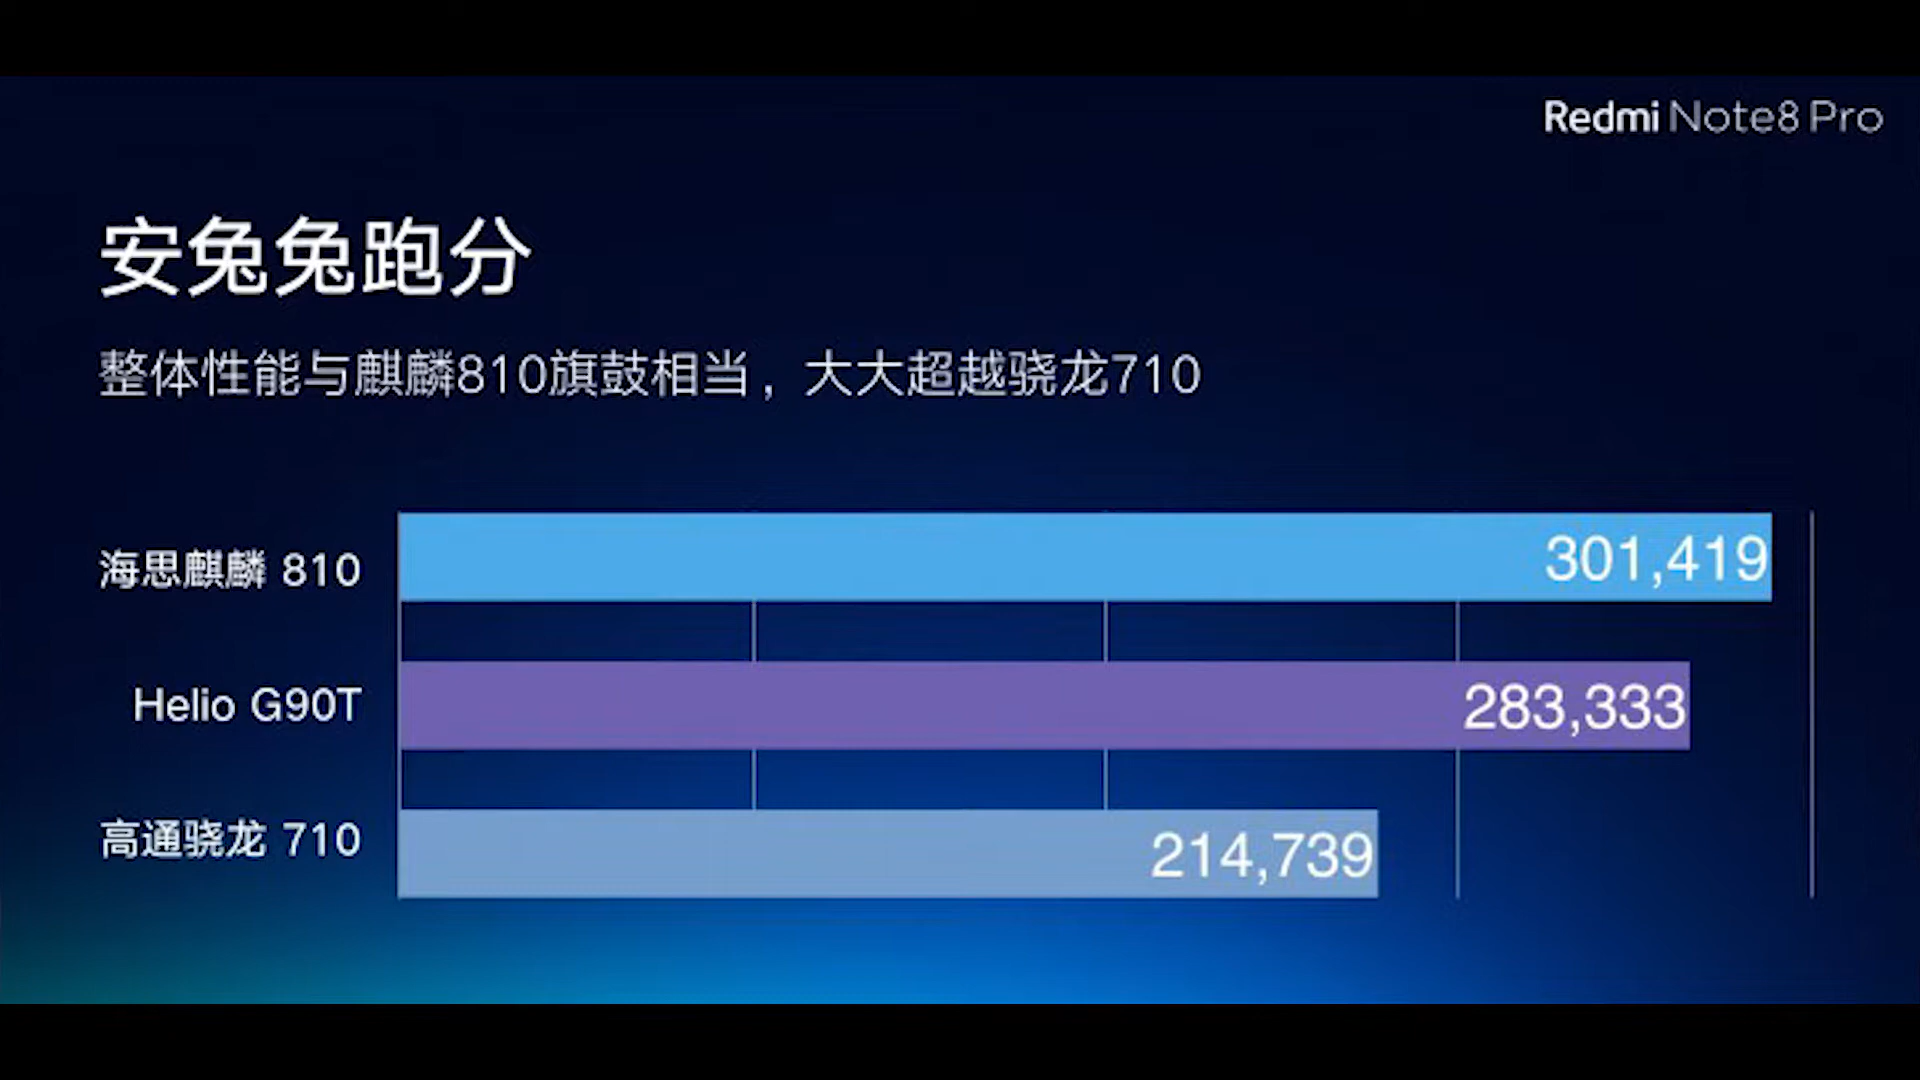 Redmi Note8 Pro
安兔兔跑分
整体性能与麒麟810旗鼓相当，大大超越骁龙710
海思麒麟 810
301,419
Helio G90T
283,333
高通骁龙 710
214,739